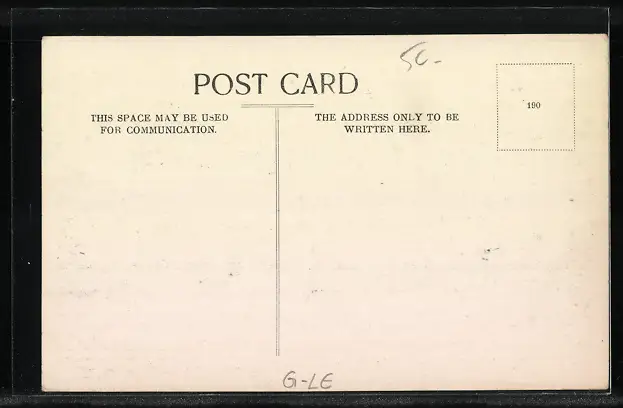 POST CARD
50.-
THIS SPACE MAY BE USED
FOR COMMUNICATION.
THE ADDRESS ONLY TO BE
WRITTEN HERE.
190
G-LE